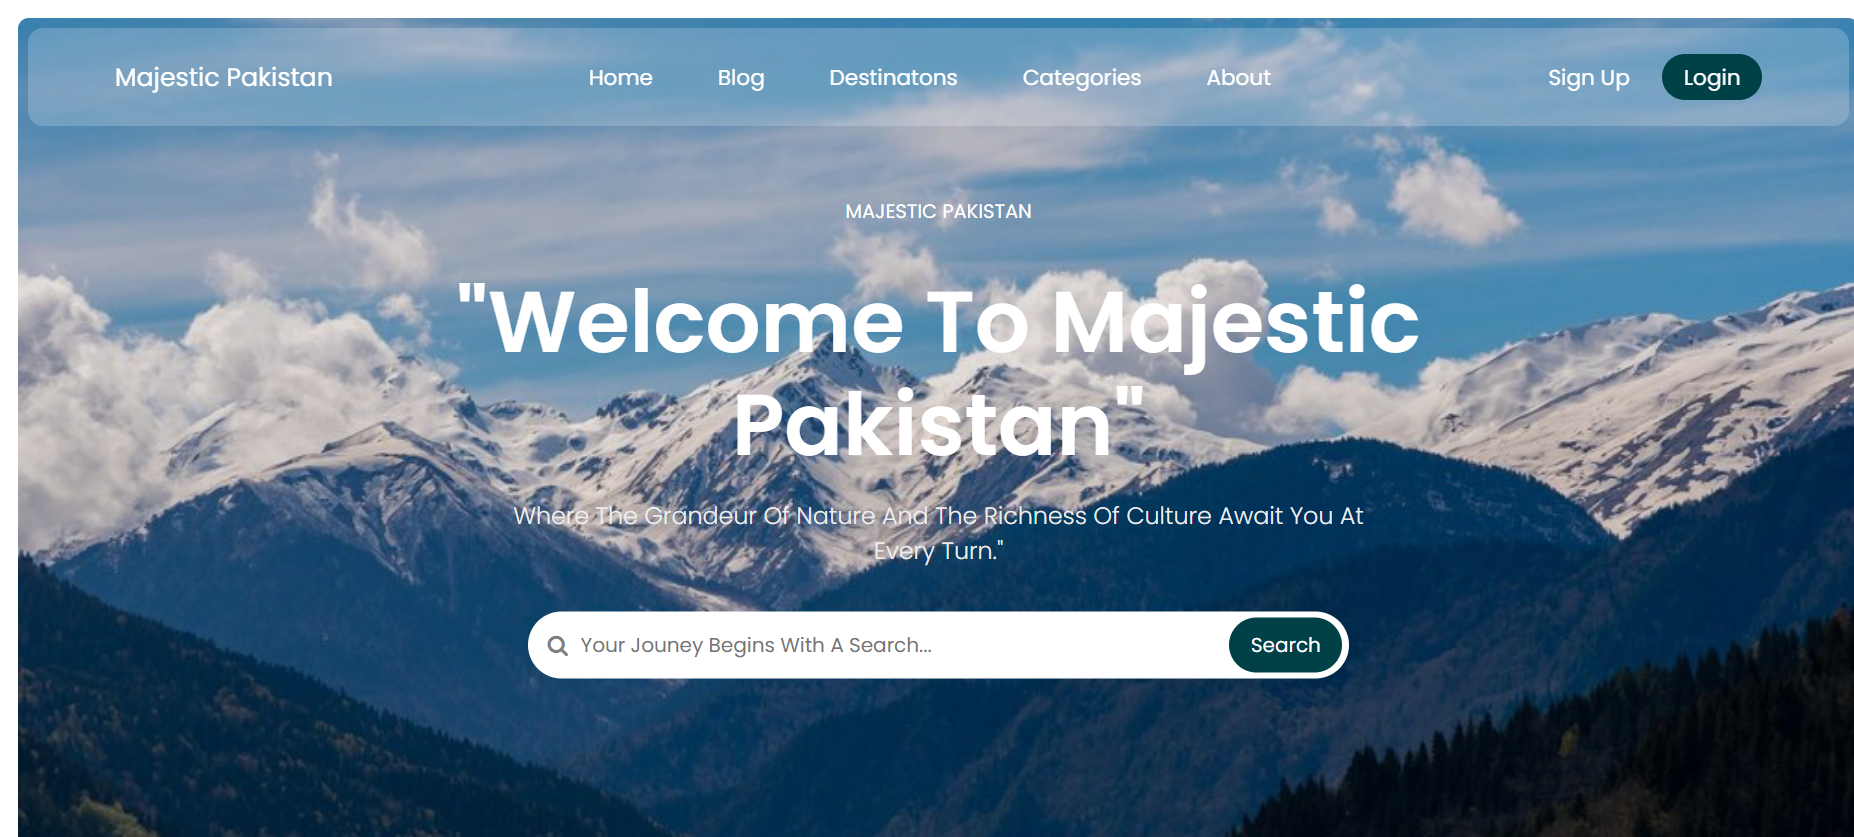 Majestic Pakistan Home Blog Destinatons Categories About Sign Up Login
MAJESTIC PAKISTAN
"Welcome To Majestic
Pakistan"
Where The Grandeur Of Nature And The Richness Of Culture Await You At
Every Turn."
Your Jouney Begins With A Search... Search